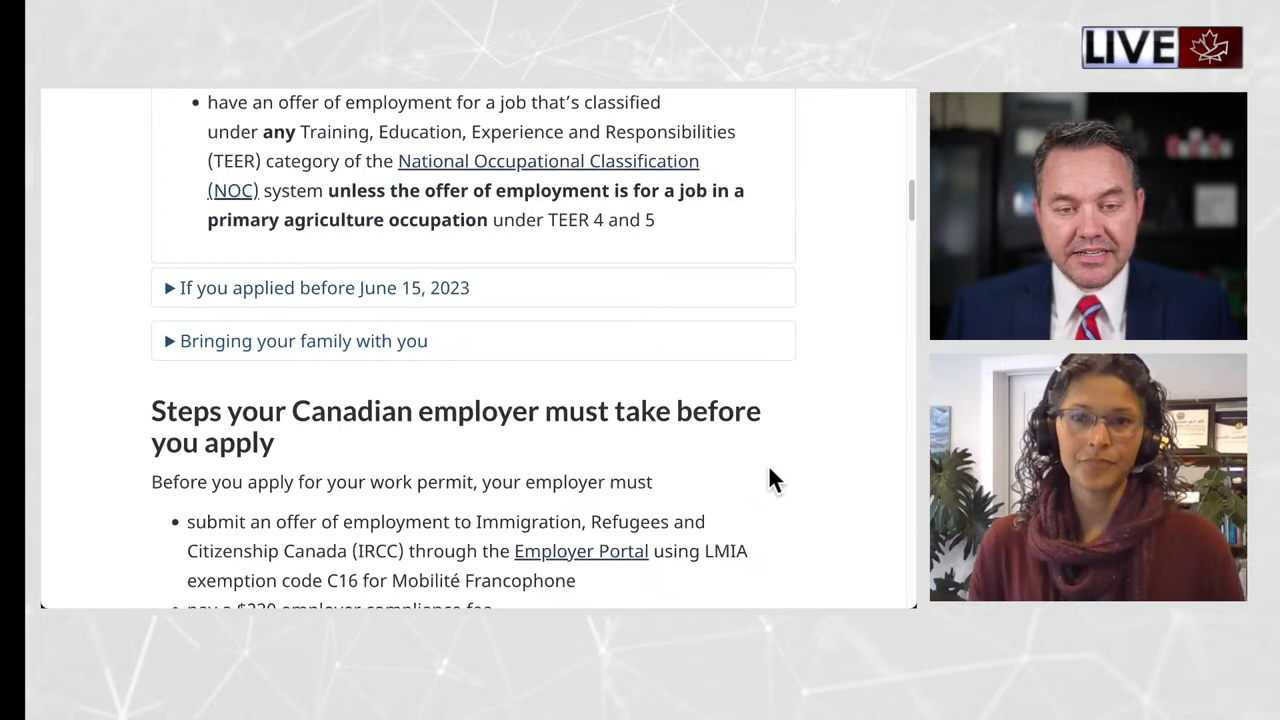 LIVE
have an offer of employment for a job that's classified
under any Training, Education, Experience and Responsibilities
(TEER) category of the National Occupational Classification
(NOC) system unless the offer of employment is for a job in a
primary agriculture occupation under TEER 4 and 5
If you applied before June 15, 2023
Bringing your family with you
Steps your Canadian employer must take before
you apply
Before you apply for your work permit, your employer must
submit an offer of employment to Immigration, Refugees and
Citizenship Canada (IRCC) through the Employer Portal using LMIA
exemption code C16 for Mobilité Francophone
pay a $230 employer compliance fee